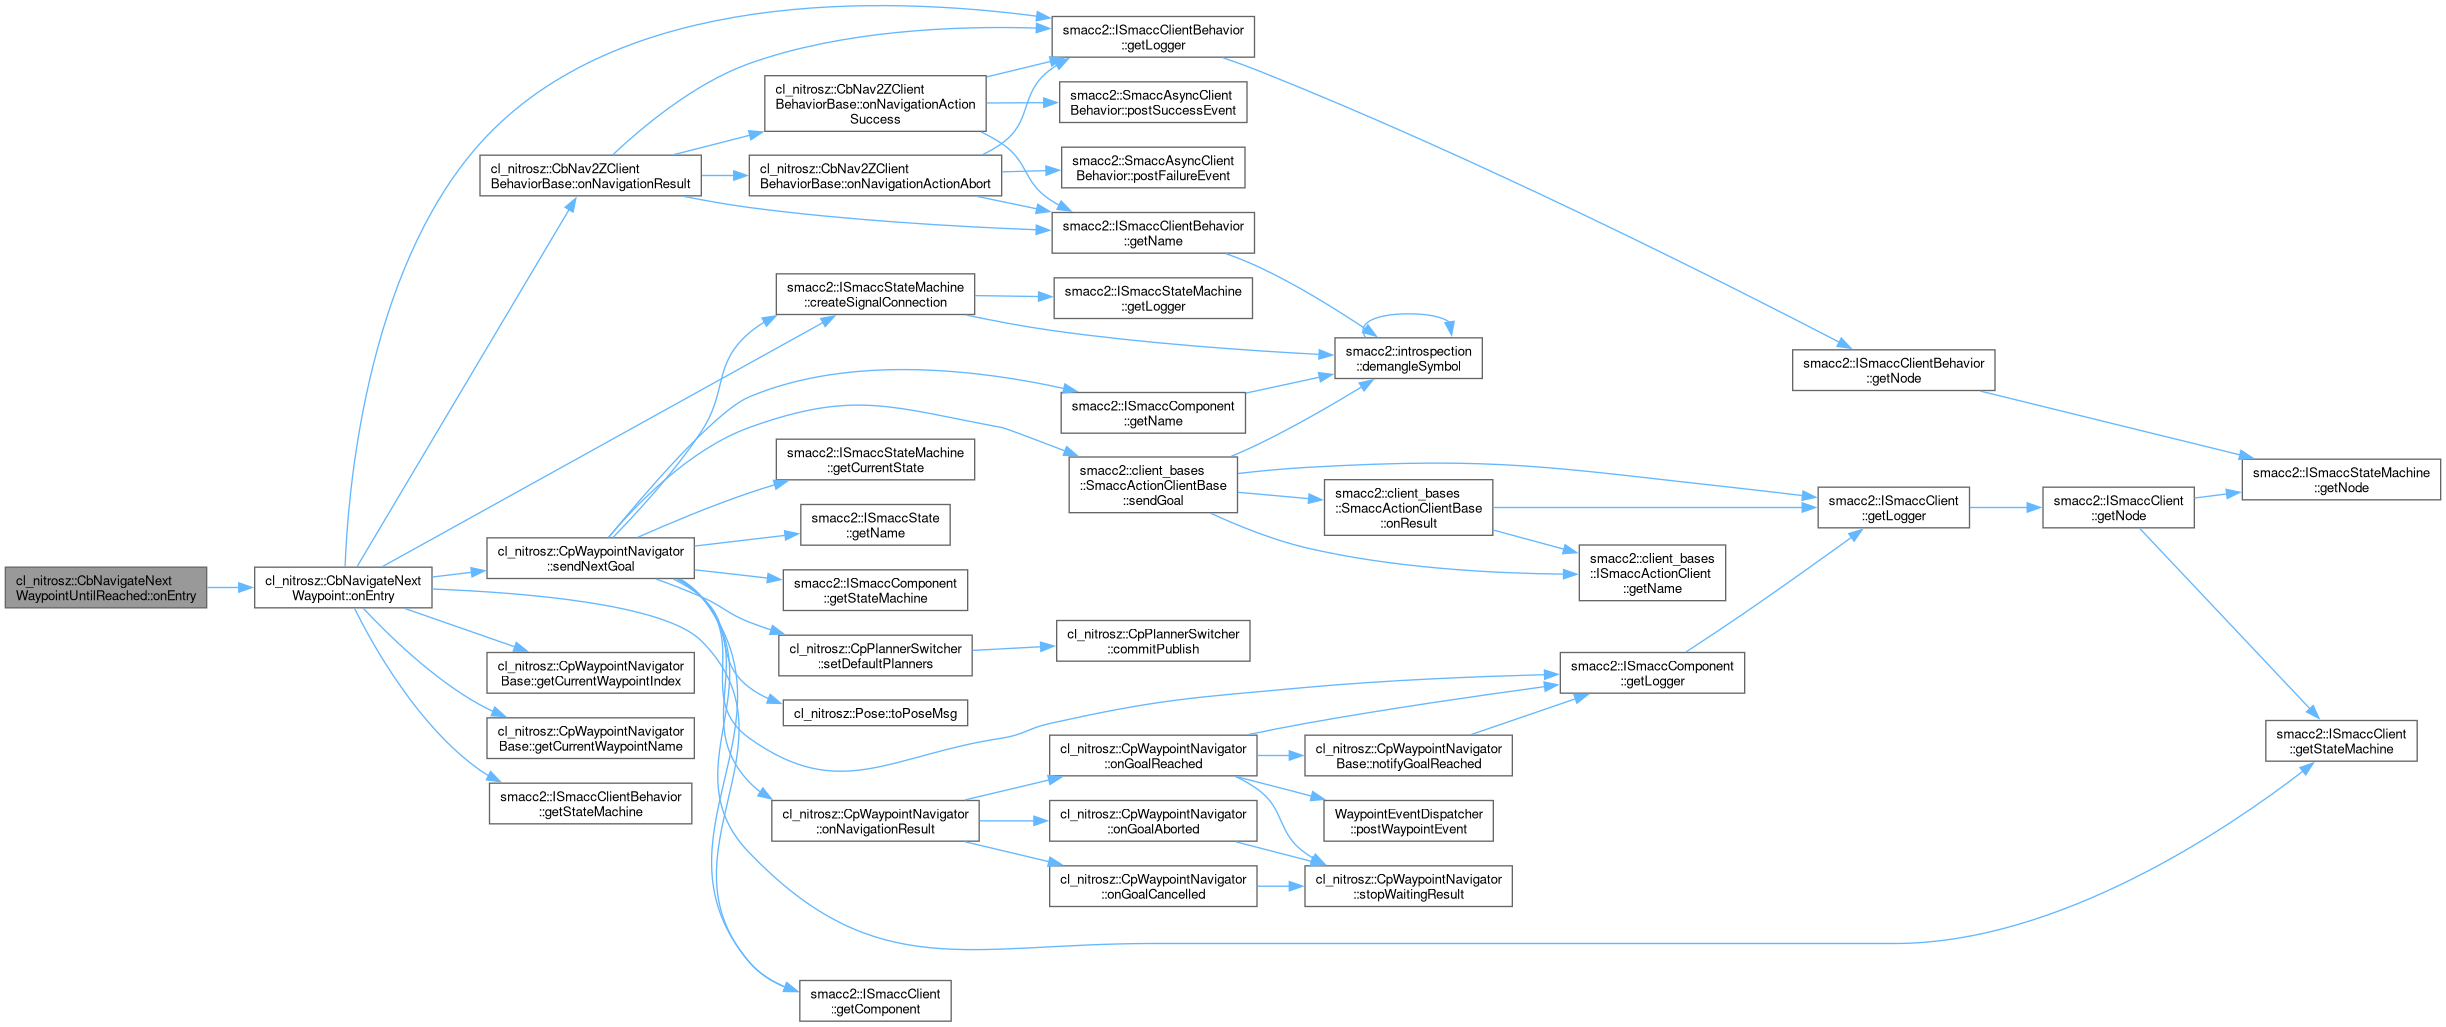 cl_nitrosz::CbNavigateNext
WaypointUntilReached::onEntry
cl_nitrosz::CbNavigateNext
Waypoint::onEntry
cl_nitrosz::CbNav2ZClient
BehaviorBase::onNavigationResult
cl_nitrosz::CpWaypointNavigator
::sendNextGoal
cl_nitrosz::CpWaypointNavigator
Base::getCurrentWaypointIndex
cl_nitrosz::CpWaypointNavigator
Base::getCurrentWaypointName
smacc2::ISmaccClientBehavior
::getStateMachine
cl_nitrosz::CbNav2ZClient
BehaviorBase::onNavigationAction
Success
cl_nitrosz::CbNav2ZClient
BehaviorBase::onNavigationActionAbort
smacc2::ISmaccStateMachine
::createSignalConnection
smacc2::ISmaccStateMachine
::getCurrentState
smacc2::ISmaccState
::getName
smacc2::ISmaccComponent
::getStateMachine
cl_nitrosz::CpPlannerSwitcher
::setDefaultPlanners
cl_nitrosz::Pose::toPoseMsg
cl_nitrosz::CpWaypointNavigator
::onNavigationResult
smacc2::ISmaccClient
::getComponent
smacc2::ISmaccClientBehavior
::getLogger
smacc2::SmaccAsyncClient
Behavior::postSuccessEvent
smacc2::SmaccAsyncClient
Behavior::postFailureEvent
smacc2::ISmaccClientBehavior
::getName
smacc2::ISmaccStateMachine
::getLogger
smacc2::ISmaccComponent
::getName
smacc2::client_bases
::SmaccActionClientBase
::sendGoal
cl_nitrosz::CpPlannerSwitcher
::commitPublish
cl_nitrosz::CpWaypointNavigator
::onGoalReached
cl_nitrosz::CpWaypointNavigator
::onGoalAborted
cl_nitrosz::CpWaypointNavigator
::onGoalCancelled
smacc2::introspection
::demangleSymbol
smacc2::client_bases
::SmaccActionClientBase
::onResult
cl_nitrosz::CpWaypointNavigator
Base::notifyGoalReached
WaypointEventDispatcher
::postWaypointEvent
cl_nitrosz::CpWaypointNavigator
::stopWaitingResult
smacc2::client_bases
::ISmaccActionClient
::getName
smacc2::ISmaccComponent
::getLogger
smacc2::ISmaccClientBehavior
::getNode
smacc2::ISmaccClient
::getLogger
smacc2::ISmaccClient
::getNode
smacc2::ISmaccStateMachine
::getNode
smacc2::ISmaccClient
::getStateMachine